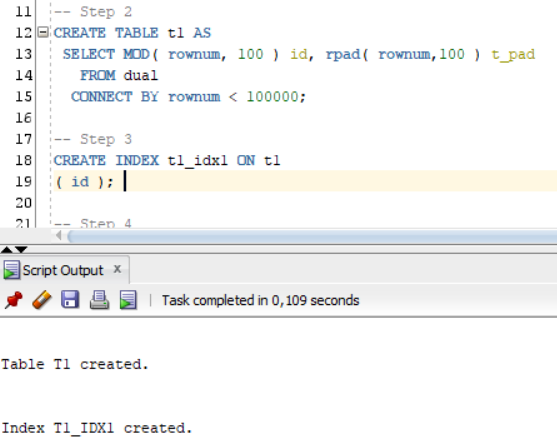 11 -- Step 2
12 CREATE TABLE t1 AS
13 SELECT MOD( rownum, 100 ) id, rpad( rownum,100 ) t_pad
14 FROM dual
15 CONNECT BY rownum < 100000;
16
17 -- Step 3
18 CREATE INDEX t1_idx1 ON t1
19 ( id );
20
21 -- Step 4
Script Output x
Task completed in 0,109 seconds
Table T1 created.
Index T1_IDX1 created.